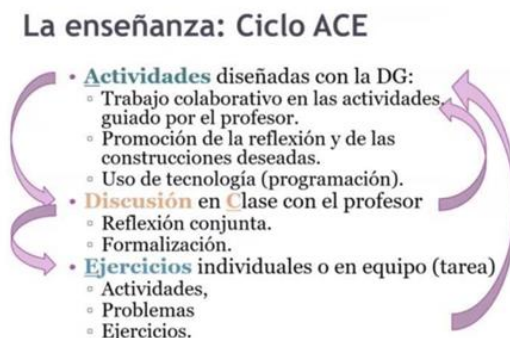 La enseñanza: Ciclo ACE
• Actividades diseñadas con la DG:
▫ Trabajo colaborativo en las actividades,
guiado por el profesor.
▫ Promoción de la reflexión y de las
construcciones deseadas.
▫ Uso de tecnología (programación).
• Discusión en Clase con el profesor
▫ Reflexión conjunta.
▫ Formalización.
• Ejercicios individuales o en equipo (tarea)
▫ Actividades,
▫ Problemas
▫ Ejercicios.